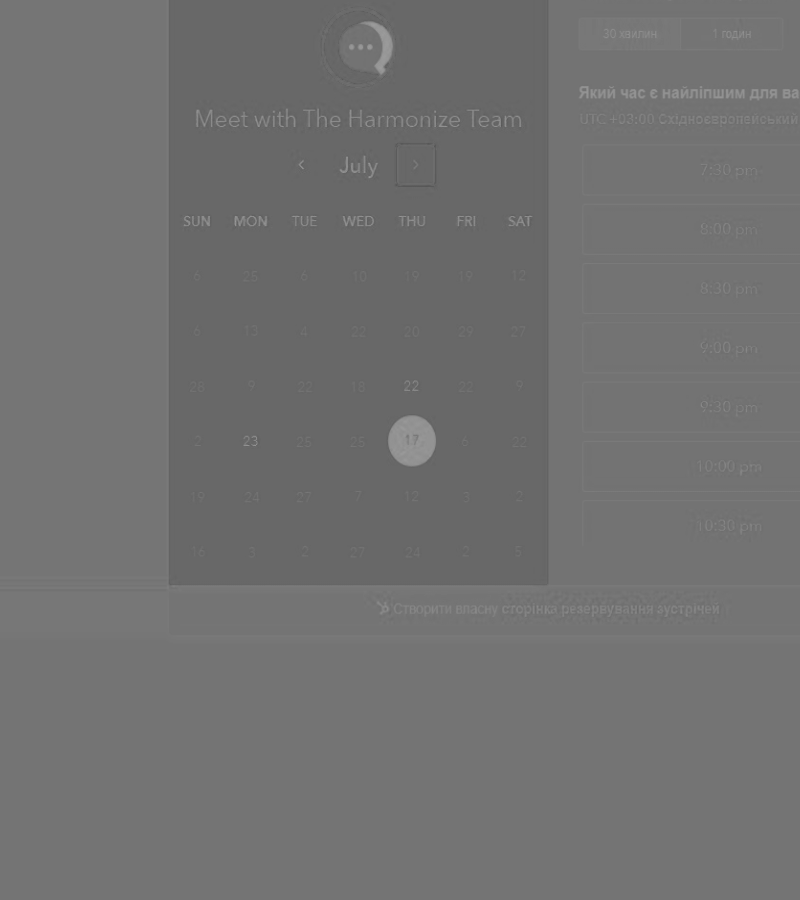 30 хвилин 1 годин
Який час є найліпшим для ва
UTC +03:00 Східноєвропейський
Meet with The Harmonize Team
July
SUN MON TUE WED THU FRI SAT
6 25 6 10 19 19 12
6 13 4 22 20 29 27
28 9 22 18 22 22 9
2 23 26 25 17 6 22
19 24 27 7 12 3 2
16 3 2 27 24 2 5
7:30 pm
8:00 pm
8:30 pm
9:00 pm
9:30 pm
10:00 pm
10:30 pm
Створити власну сторінка резервування зустрічей